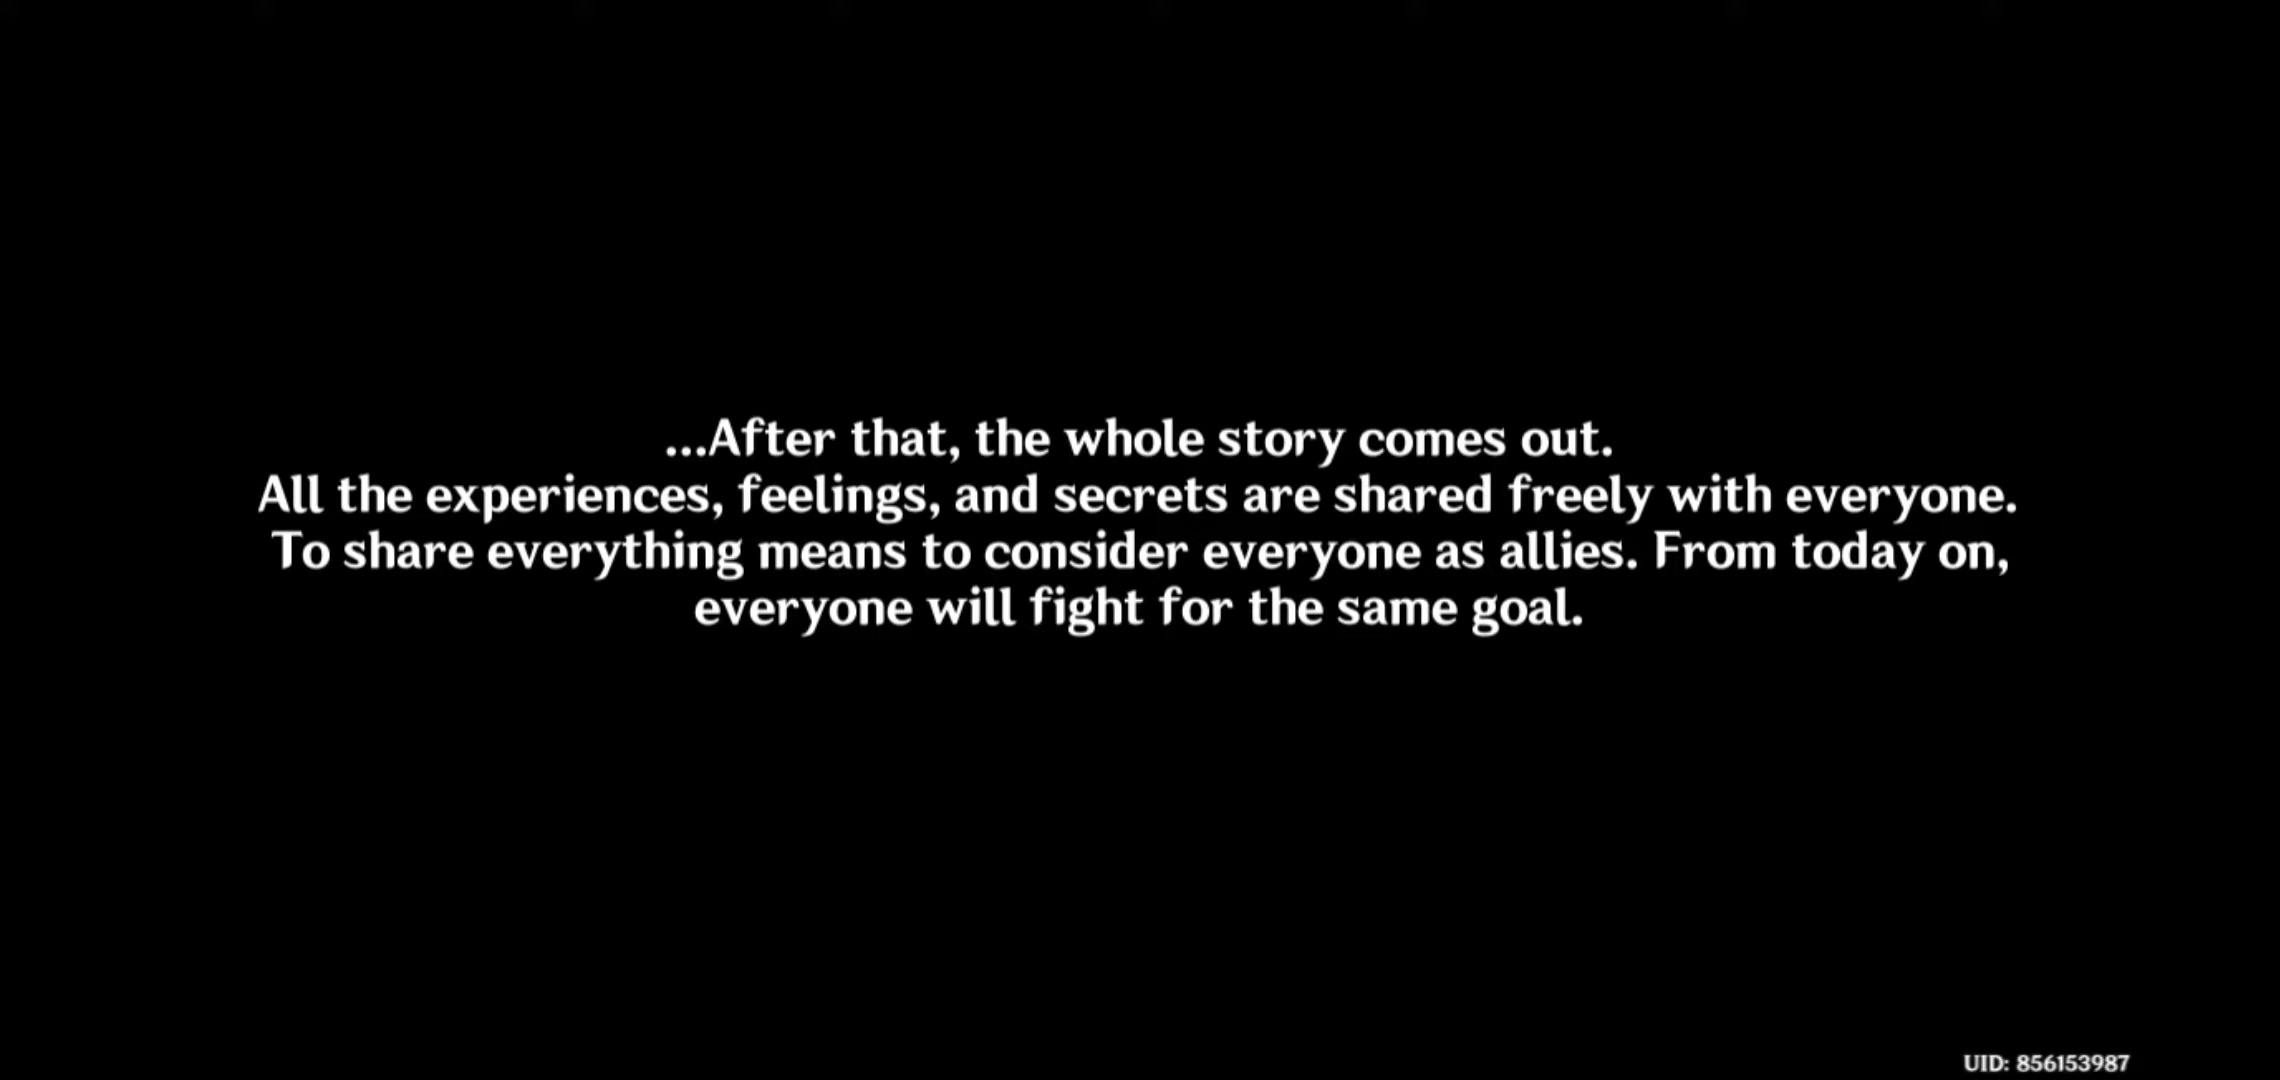 ...After that, the whole story comes out.
All the experiences, feelings, and secrets are shared freely with everyone.
To share everything means to consider everyone as allies. From today on,
everyone will fight for the same goal.
UID: 856153987